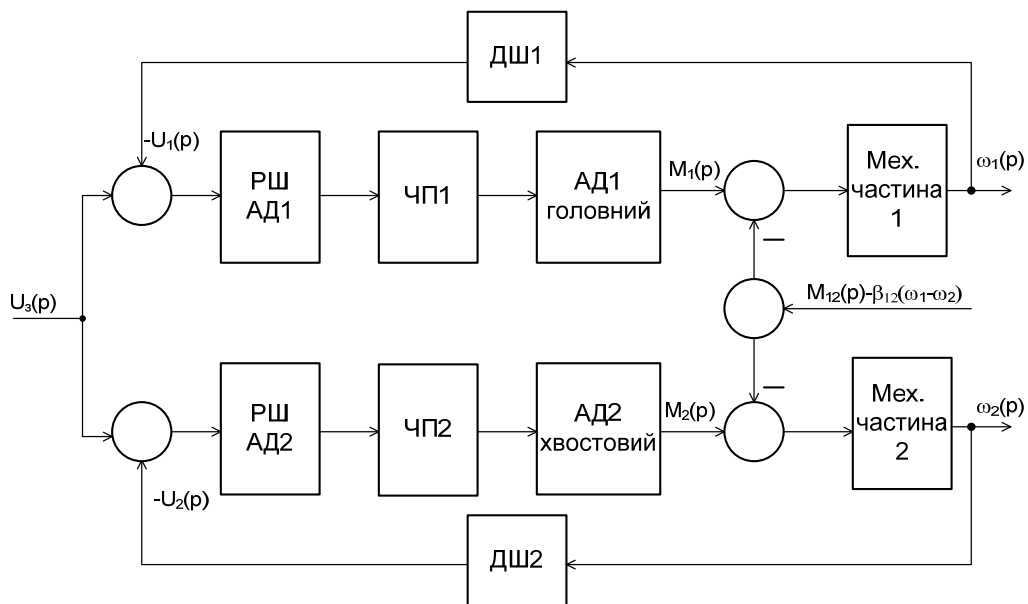 ДШ1
-U₁(p)
РШ
АД1
ЧП1
АД1
головний
M₁(p)
Мех.
частина
1
ω₁(p)
U₃(p)
M₁₂(p)-β₁₂(ω₁-ω₂)
РШ
АД2
ЧП2
АД2
хвостовий
M₂(p)
Мех.
частина
2
ω₂(p)
-U₂(p)
ДШ2